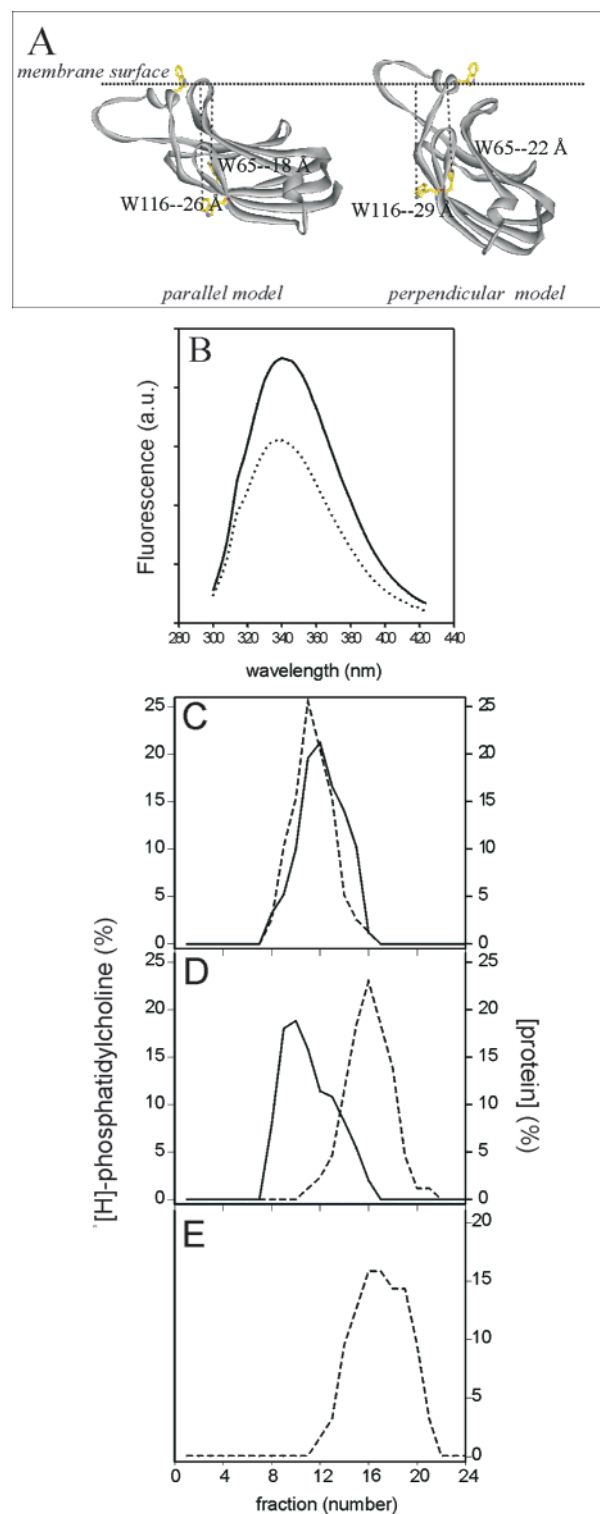 A
membrane surface
W65--18 Å
W65--22 Å
W116--26 Å
W116--29 Å
parallel model
perpendicular model
B
Fluorescence (a.u.)
280 300 320 340 360 380 400 420 440
wavelength (nm)
C
25 25
20 20
15 15
10 10
5 5
0 0
D
25 25
20 20
15 15
10 10
5 5
0 0
[H]-phosphatidylcholine (%)
[protein] (%)
E
20
15
10
5
0
0 4 8 12 16 20 24
fraction (number)